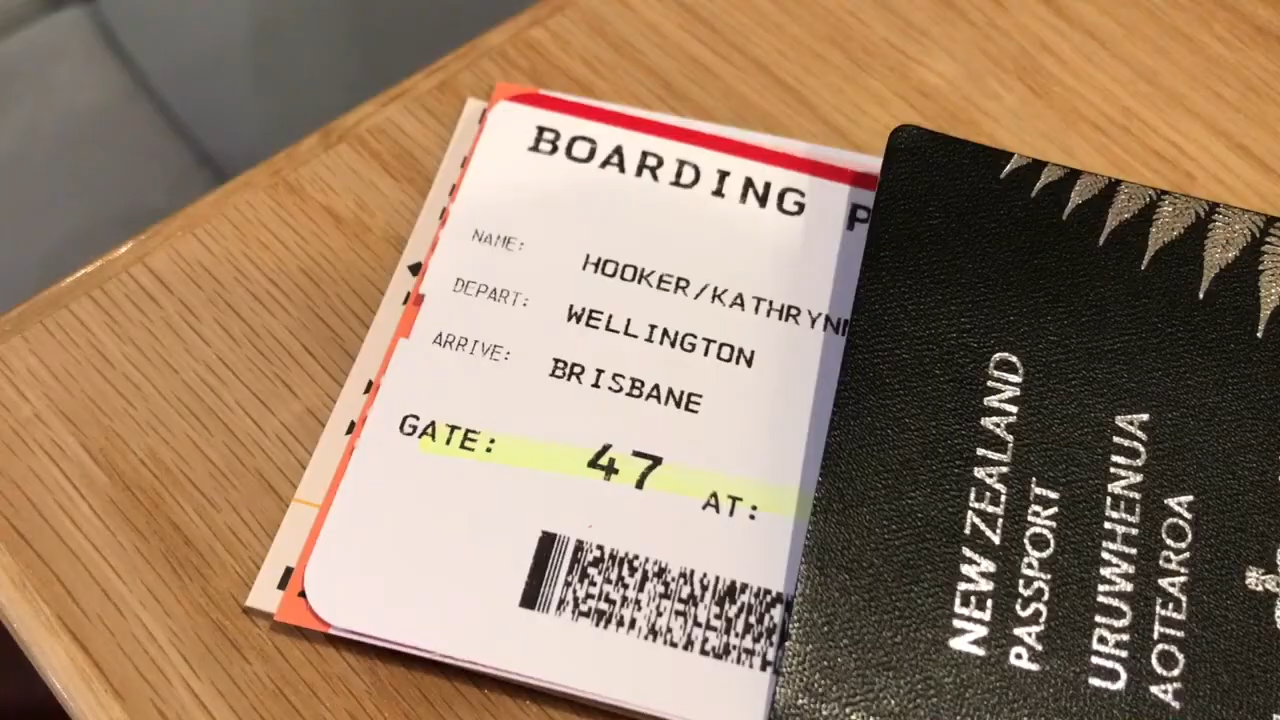 BOARDING P
NAME: HOOKER/KATHRYN
DEPART: WELLINGTON
ARRIVE: BRISBANE
GATE: 47 AT:
NEW ZEALAND
PASSPORT
URUWHENUA
AOTEAROA